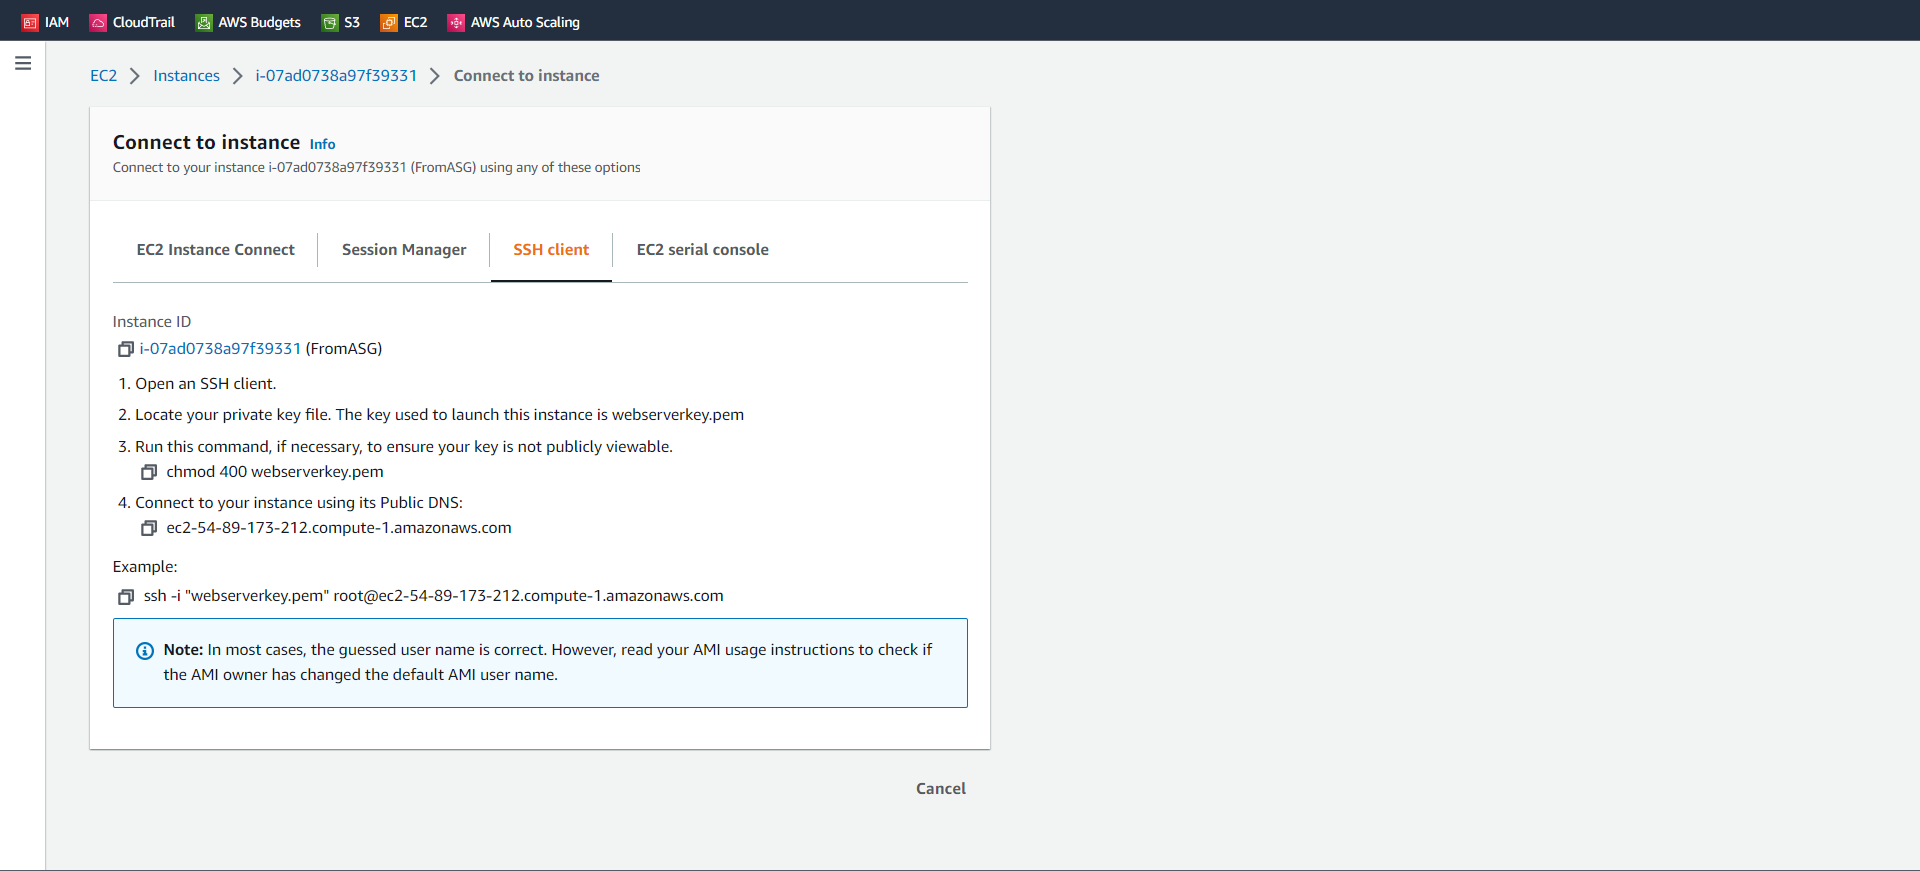 IAM CloudTrail AWS Budgets S3 EC2 AWS Auto Scaling
EC2 Instances i-07ad0738a97f39331 Connect to instance
Connect to instance Info
Connect to your instance i-07ad0738a97f39331 (FromASG) using any of these options
EC2 Instance Connect Session Manager SSH client EC2 serial console
Instance ID
i-07ad0738a97f39331 (FromASG)
1. Open an SSH client.
2. Locate your private key file. The key used to launch this instance is webserverkey.pem
3. Run this command, if necessary, to ensure your key is not publicly viewable.
chmod 400 webserverkey.pem
4. Connect to your instance using its Public DNS:
ec2-54-89-173-212.compute-1.amazonaws.com
Example:
ssh -i "webserverkey.pem" root@ec2-54-89-173-212.compute-1.amazonaws.com
Note: In most cases, the guessed user name is correct. However, read your AMI usage instructions to check if
the AMI owner has changed the default AMI user name.
Cancel